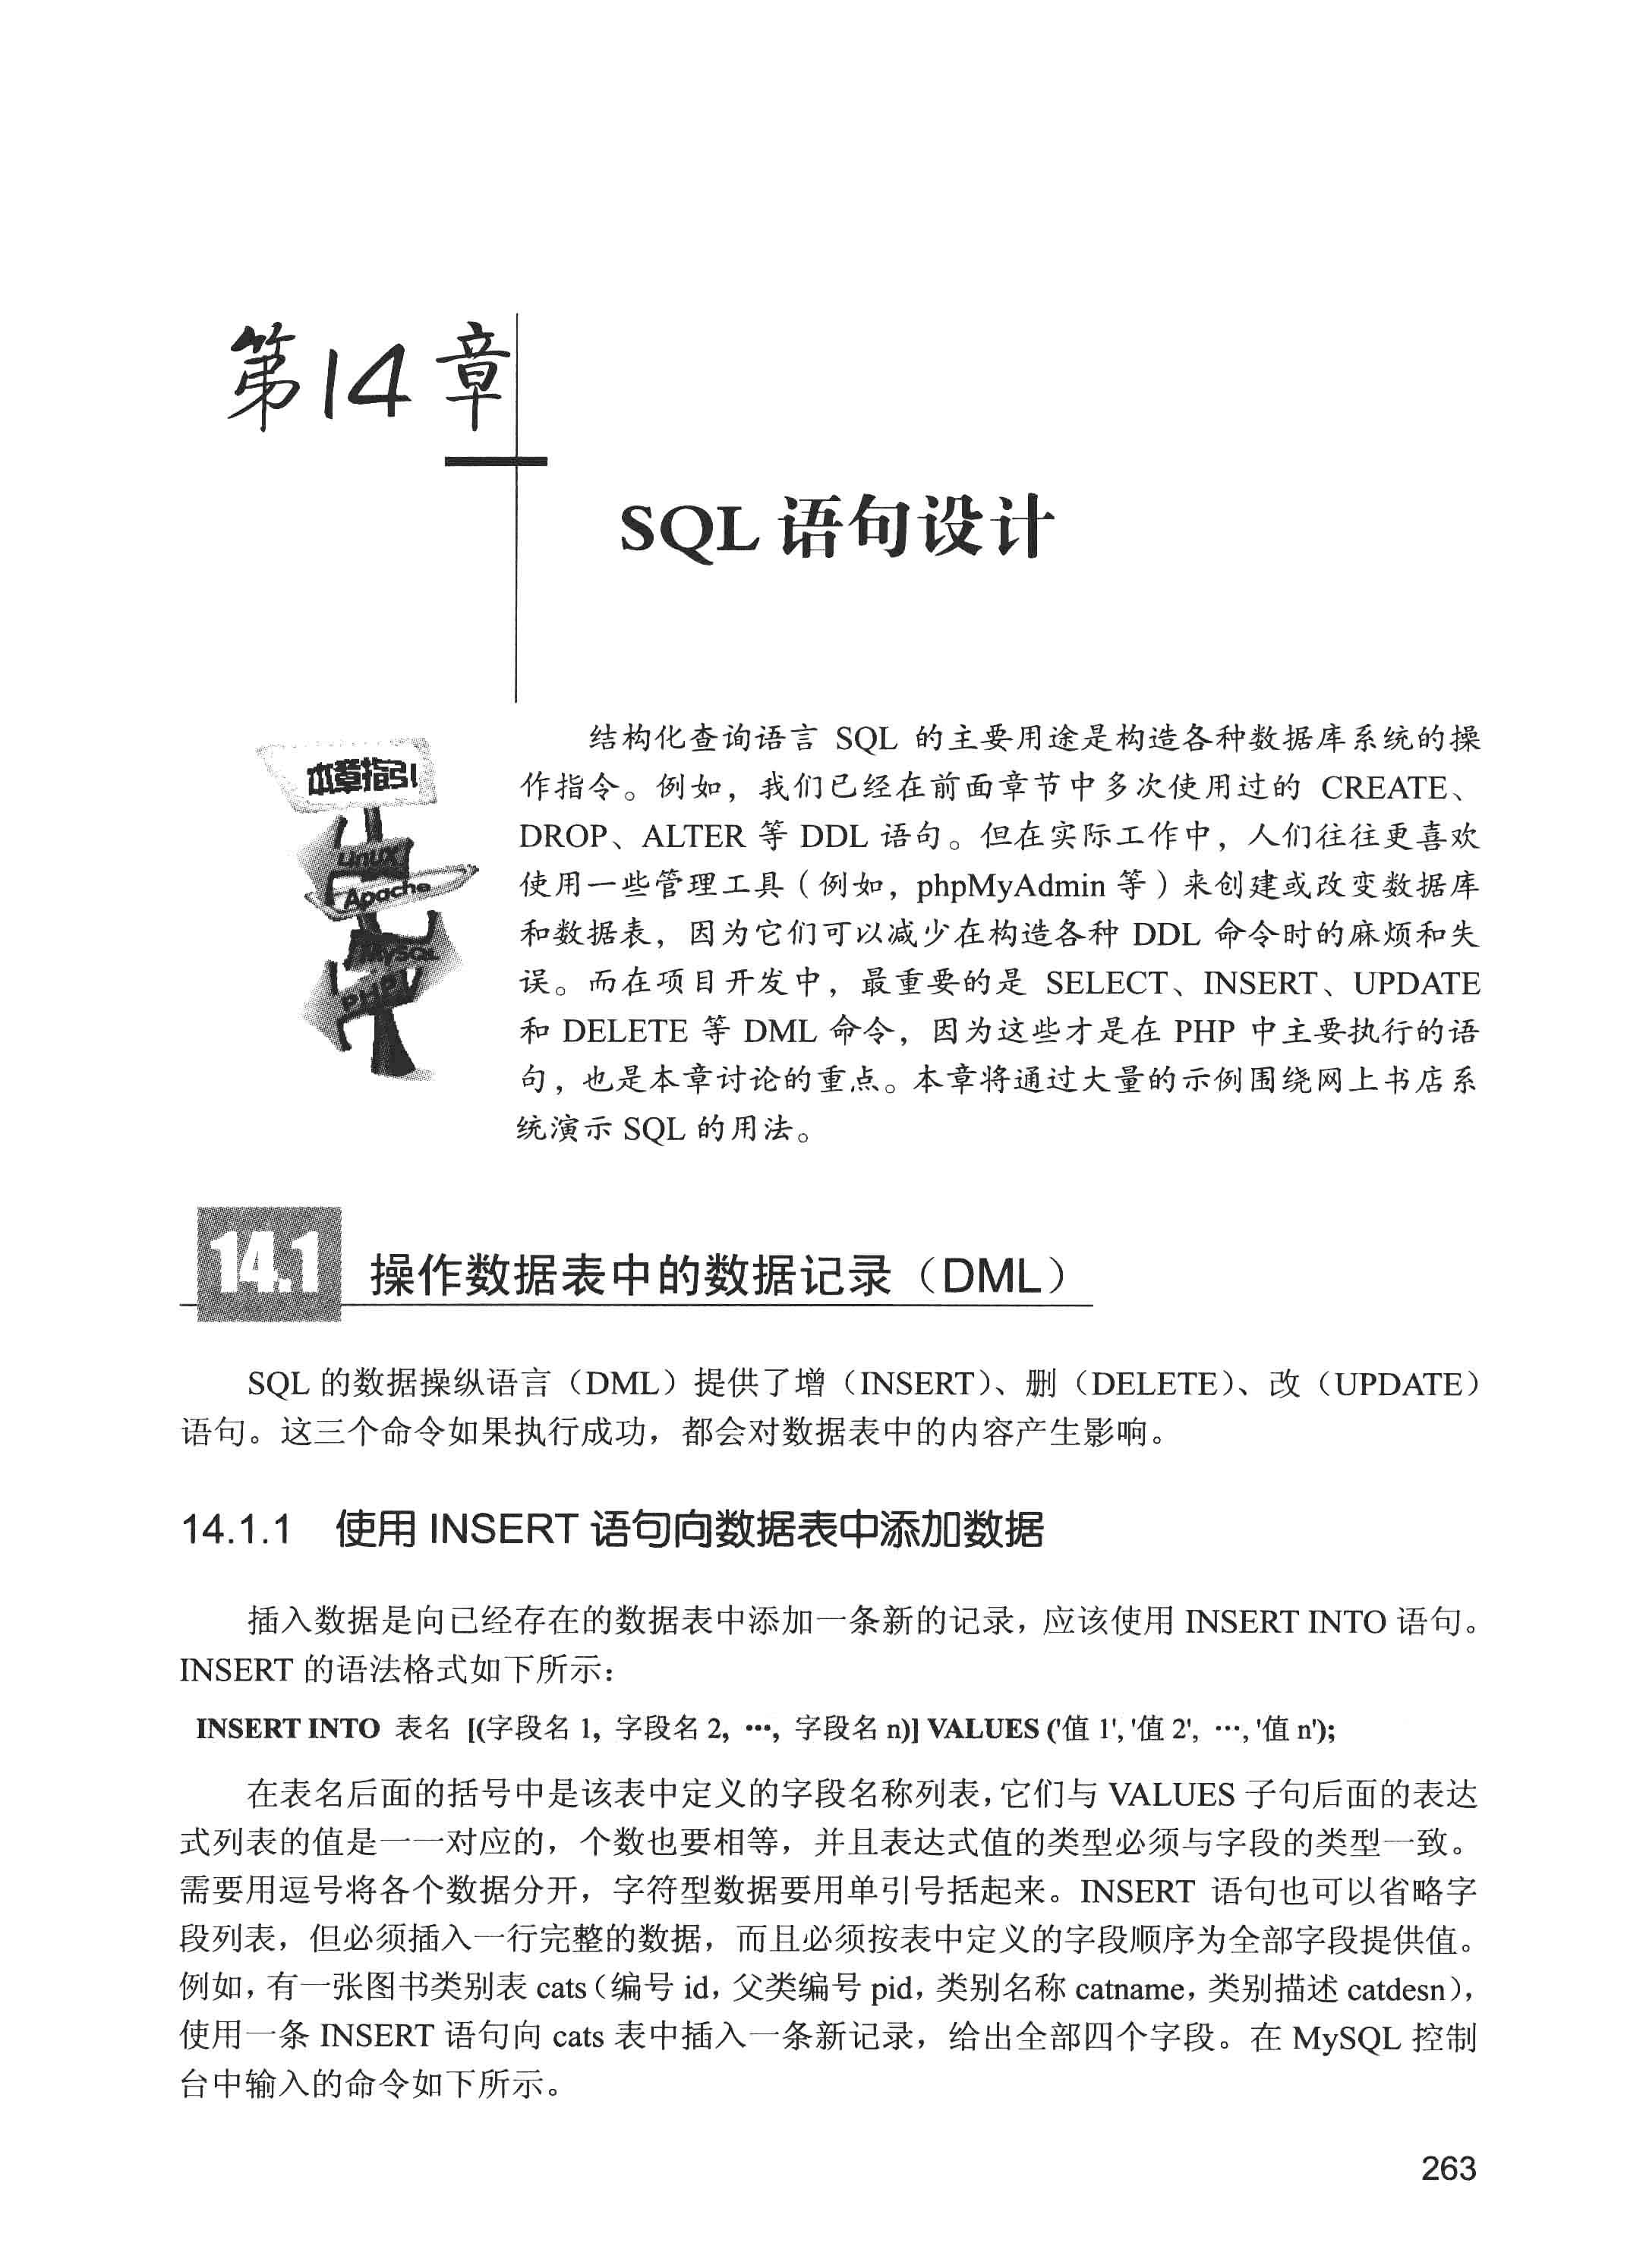 第14章
SQL 语句设计
本章指引
Linux
Apache
MySQL
PHP
结构化查询语言 SQL 的主要用途是构造各种数据库系统的操
作指令。例如，我们已经在前面章节中多次使用过的 CREATE、
DROP、ALTER 等 DDL 语句。但在实际工作中，人们往往更喜欢
使用一些管理工具（例如，phpMyAdmin 等）来创建或改变数据库
和数据表，因为它们可以减少在构造各种 DDL 命令时的麻烦和失
误。而在项目开发中，最重要的是 SELECT、INSERT、UPDATE
和 DELETE 等 DML 命令，因为这些才是在 PHP 中主要执行的语
句，也是本章讨论的重点。本章将通过大量的示例围绕网上书店系
统演示 SQL 的用法。
14.1 操作数据表中的数据记录（DML）
SQL 的数据操纵语言（DML）提供了增（INSERT）、删（DELETE）、改（UPDATE）
语句。这三个命令如果执行成功，都会对数据表中的内容产生影响。
14.1.1 使用 INSERT 语句向数据表中添加数据
插入数据是向已经存在的数据表中添加一条新的记录，应该使用 INSERT INTO 语句。
INSERT 的语法格式如下所示：
INSERT INTO 表名 [(字段名 1, 字段名 2, …, 字段名 n)] VALUES ('值 1', '值 2', …, '值 n');
在表名后面的括号中是该表中定义的字段名称列表，它们与 VALUES 子句后面的表达
式列表的值是一一对应的，个数也要相等，并且表达式值的类型必须与字段的类型一致。
需要用逗号将各个数据分开，字符型数据要用单引号括起来。INSERT 语句也可以省略字
段列表，但必须插入一行完整的数据，而且必须按表中定义的字段顺序为全部字段提供值。
例如，有一张图书类别表 cats（编号 id，父类编号 pid，类别名称 catname，类别描述 catdesn），
使用一条 INSERT 语句向 cats 表中插入一条新记录，给出全部四个字段。在 MySQL 控制
台中输入的命令如下所示。
263